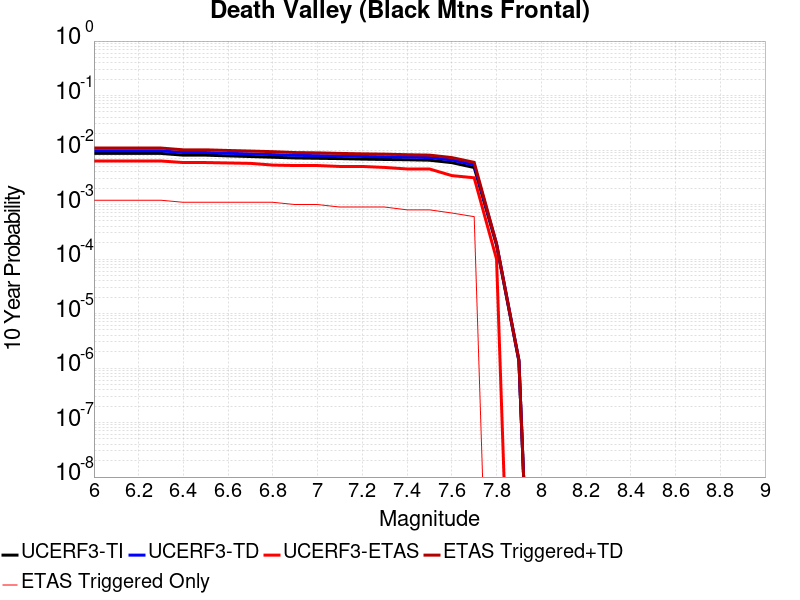 Death Valley (Black Mtns Frontal)
10^0
10^-1
10^-2
10^-3
10^-4
10^-5
10^-6
10^-7
10^-8
10 Year Probability
6 6.2 6.4 6.6 6.8 7 7.2 7.4 7.6 7.8 8 8.2 8.4 8.6 8.8 9
Magnitude
UCERF3-TI UCERF3-TD UCERF3-ETAS ETAS Triggered+TD
ETAS Triggered Only